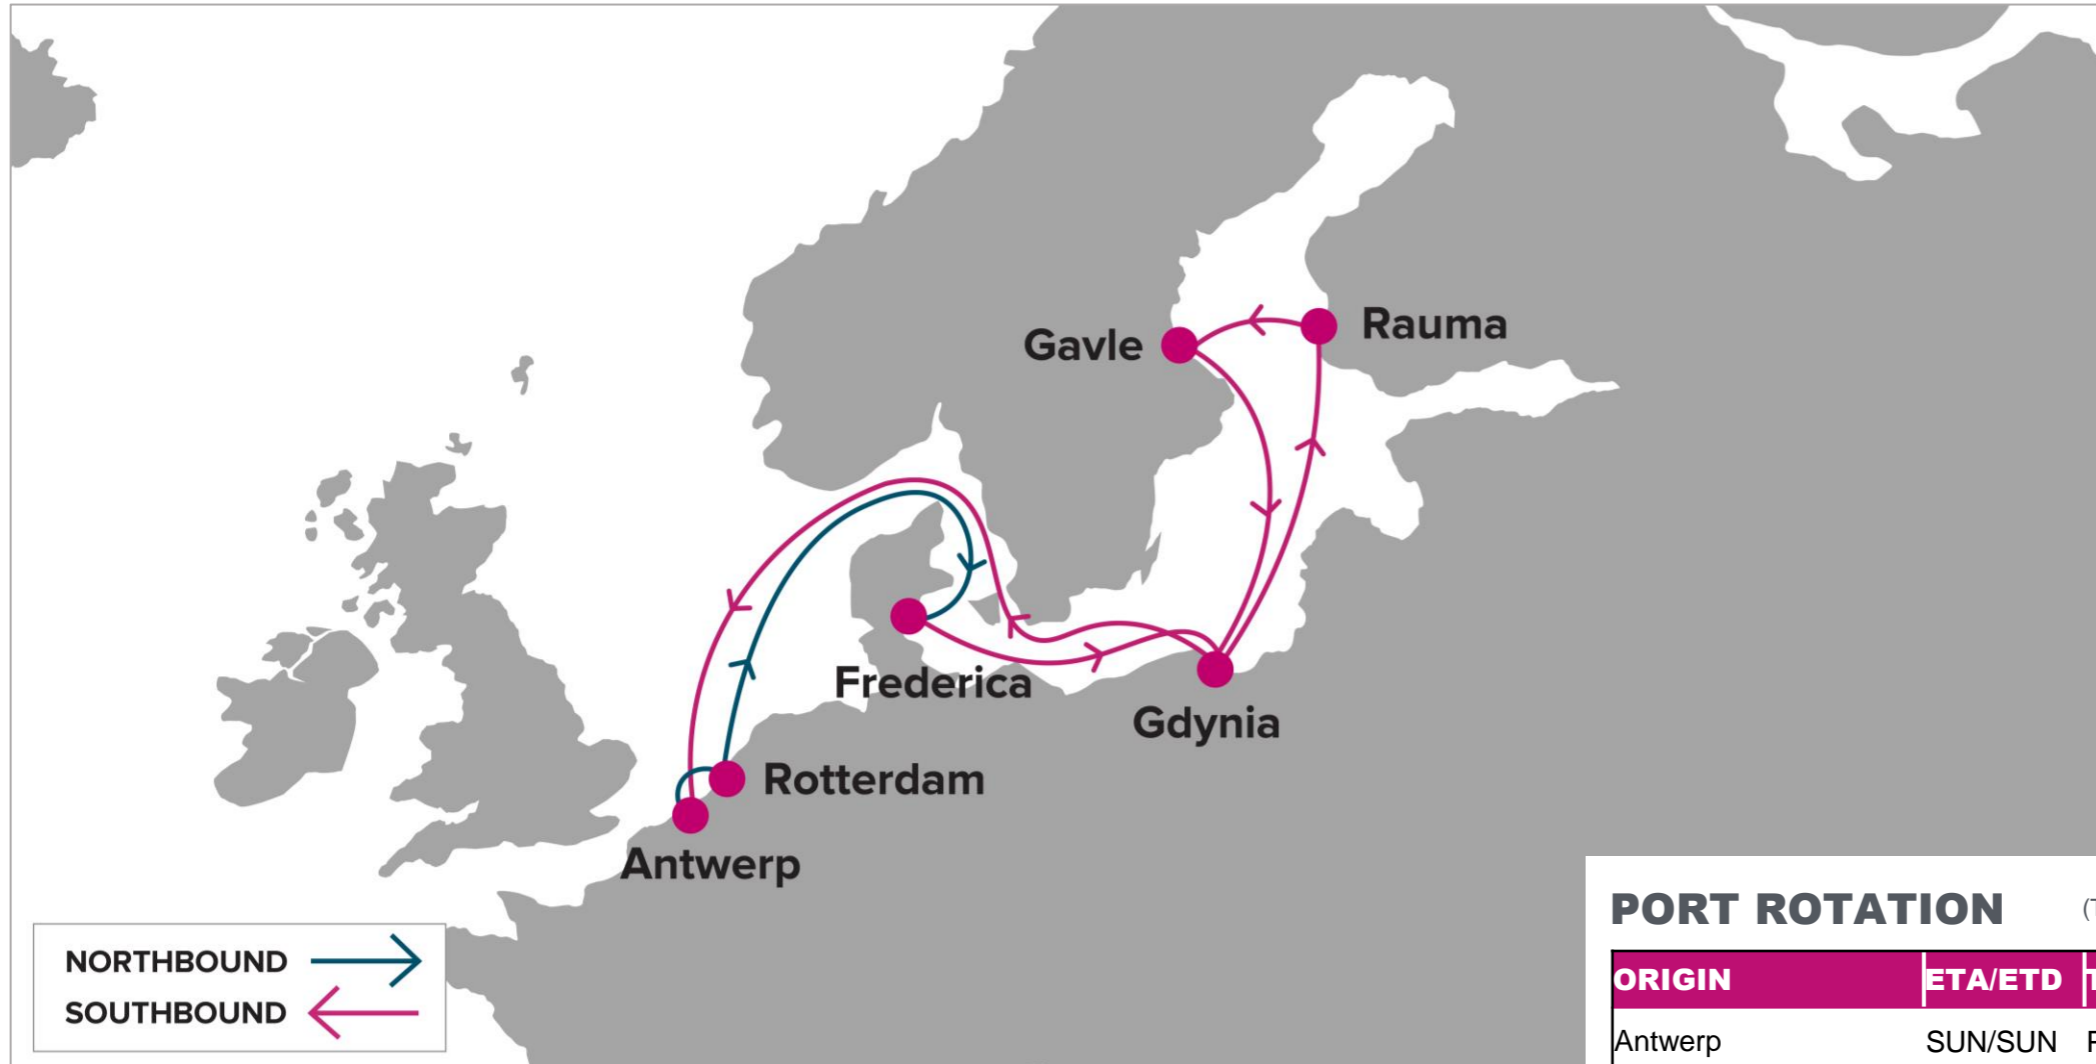 Gavle
Rauma
Frederica
Gdynia
Rotterdam
Antwerp
NORTHBOUND
SOUTHBOUND
PORT ROTATION
ORIGIN ETA/ETD
Antwerp SUN/SUN